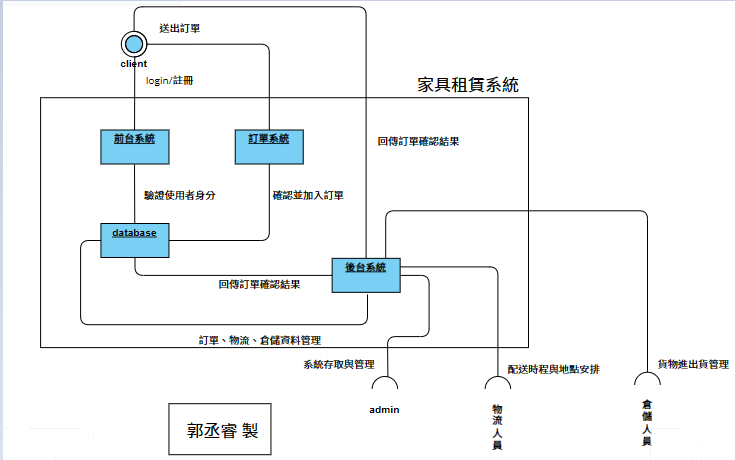 送出訂單
client
login/註冊
家具租賃系統
前台系統
訂單系統
回傳訂單確認結果
驗證使用者身分
確認並加入訂單
database
後台系統
回傳訂單確認結果
訂單、物流、倉儲資料管理
系統存取與管理
配送時程與地點安排
貨物進出貨管理
admin
物流人員
倉儲人員
郭丞睿 製